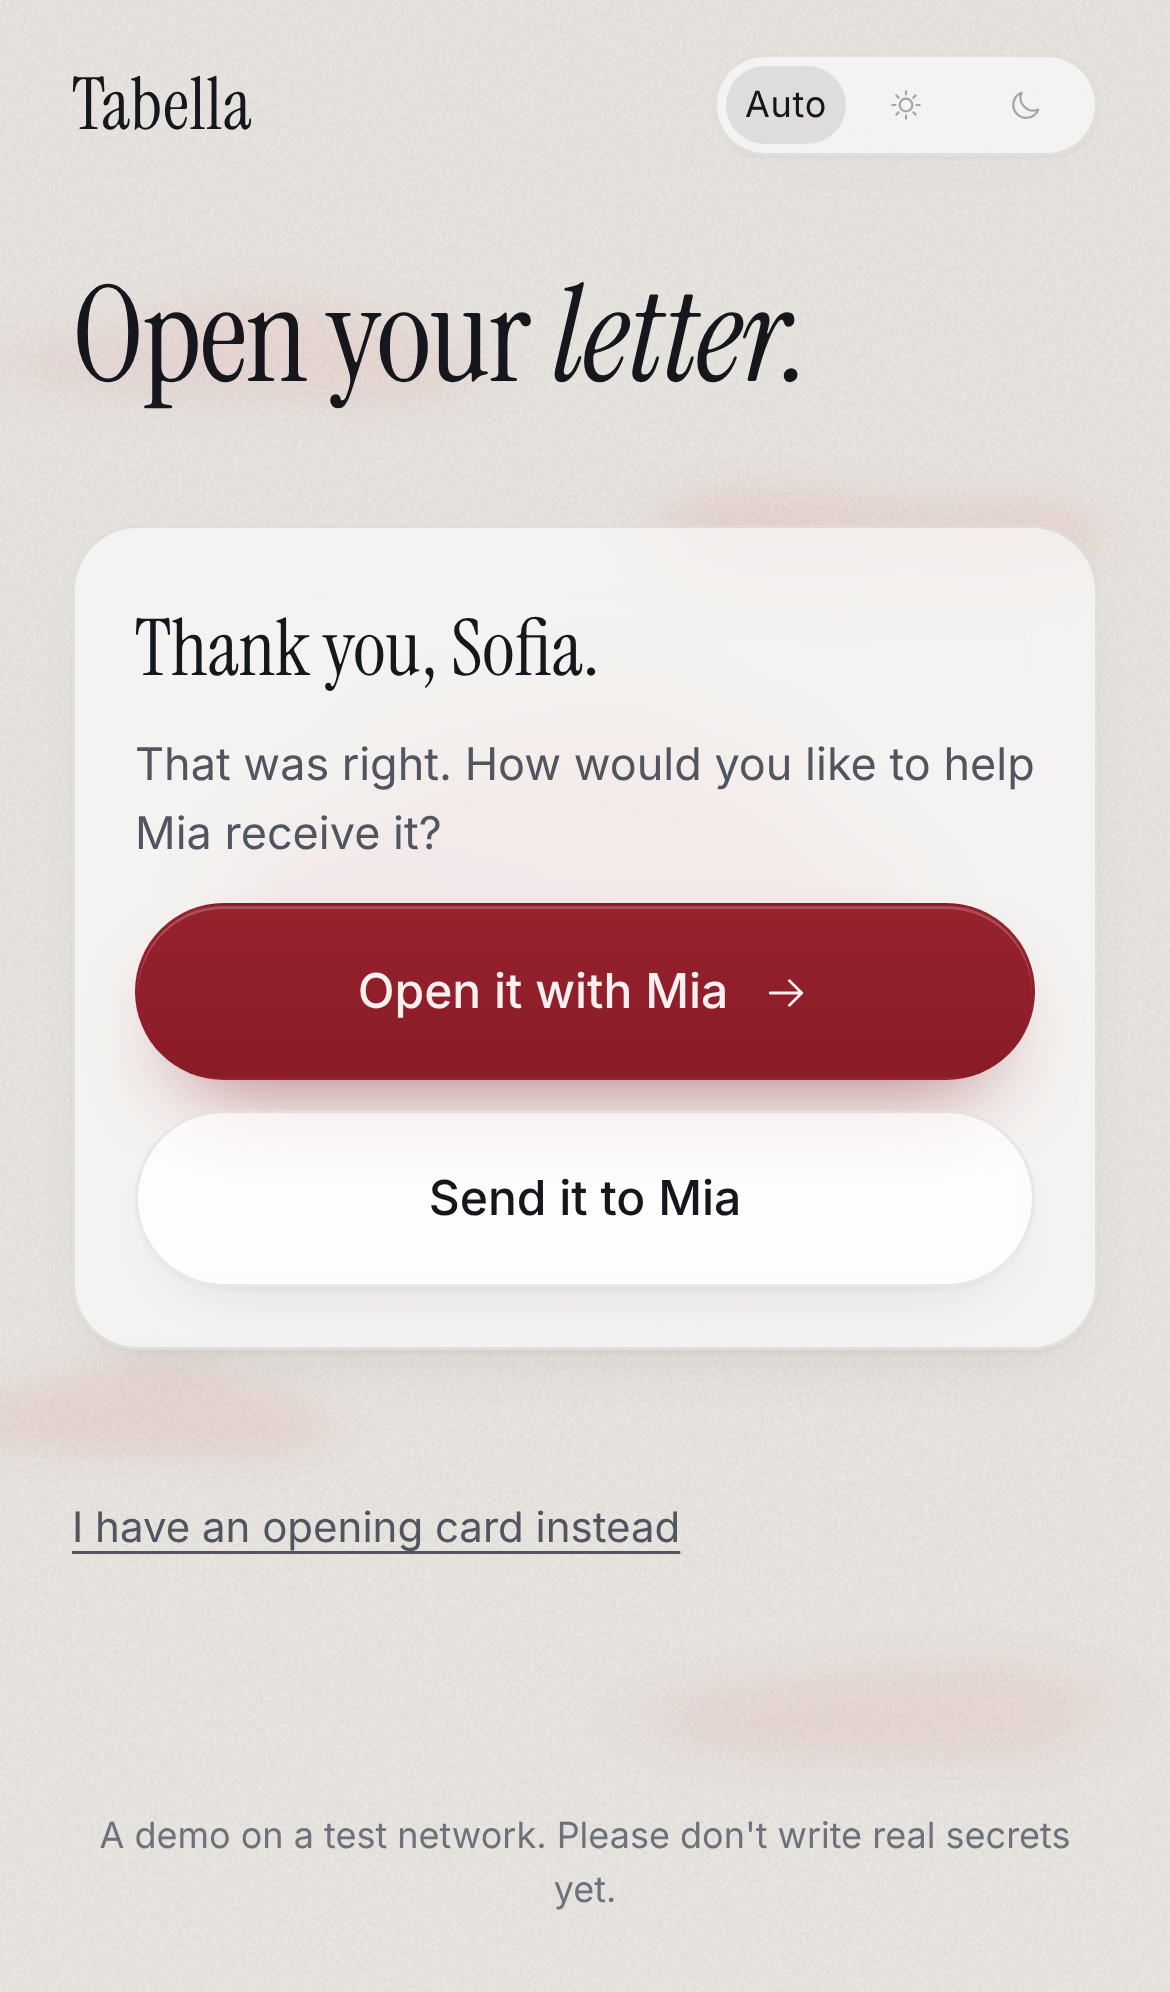 Tabella
Auto
Open your letter.
Thank you, Sofia.
That was right. How would you like to help
Mia receive it?
Open it with Mia →
Send it to Mia
I have an opening card instead
A demo on a test network. Please don't write real secrets
yet.